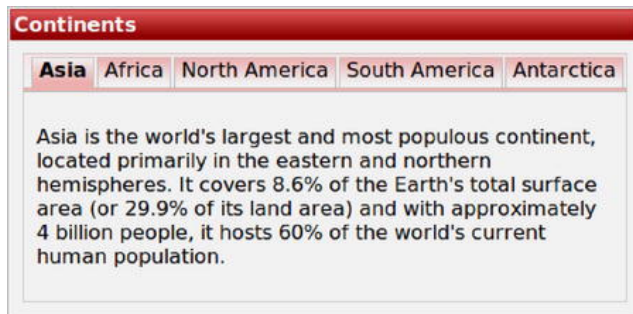 Continents
Asia Africa North America South America Antarctica
Asia is the world's largest and most populous continent,
located primarily in the eastern and northern
hemispheres. It covers 8.6% of the Earth's total surface
area (or 29.9% of its land area) and with approximately
4 billion people, it hosts 60% of the world's current
human population.